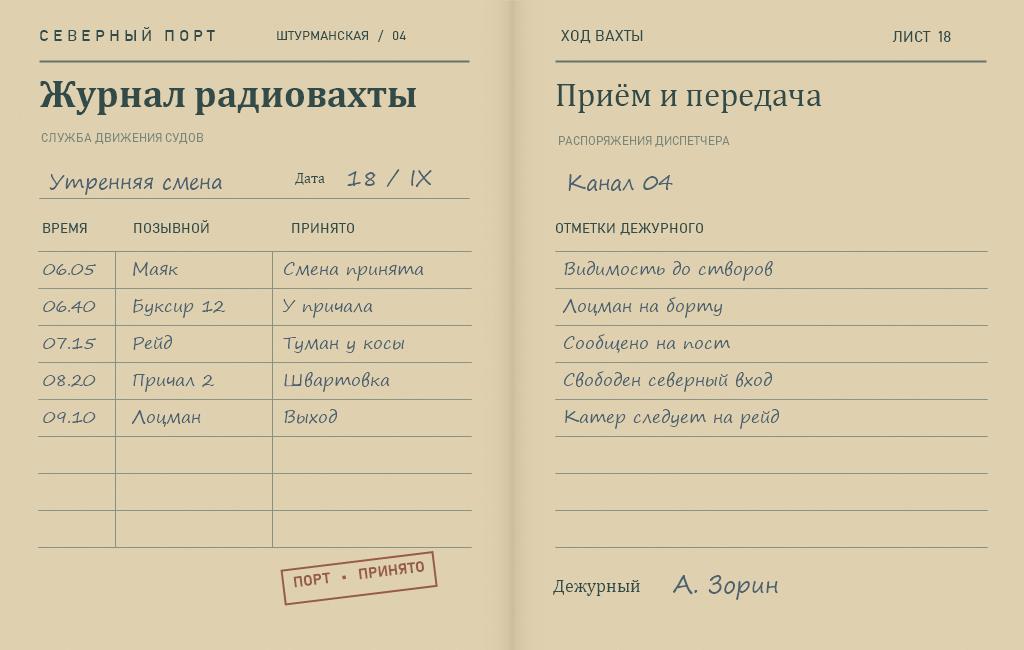 СЕВЕРНЫЙ ПОРТ ШТУРМАНСКАЯ / 04
Журнал радиовахты
СЛУЖБА ДВИЖЕНИЯ СУДОВ
Утренняя смена Дата 18 / IX
ВРЕМЯ ПОЗЫВНОЙ ПРИНЯТО
06.05 Маяк Смена принята
06.40 Буксир 12 У причала
07.15 Рейд Туман у косы
08.20 Причал 2 Швартовка
09.10 Лоцман Выход
ПОРТ · ПРИНЯТО
ХОД ВАХТЫ ЛИСТ 18
Приём и передача
РАСПОРЯЖЕНИЯ ДИСПЕТЧЕРА
Канал 04
ОТМЕТКИ ДЕЖУРНОГО
Видимость до створов
Лоцман на борту
Сообщено на пост
Свободен северный вход
Катер следует на рейд
Дежурный А. Зорин